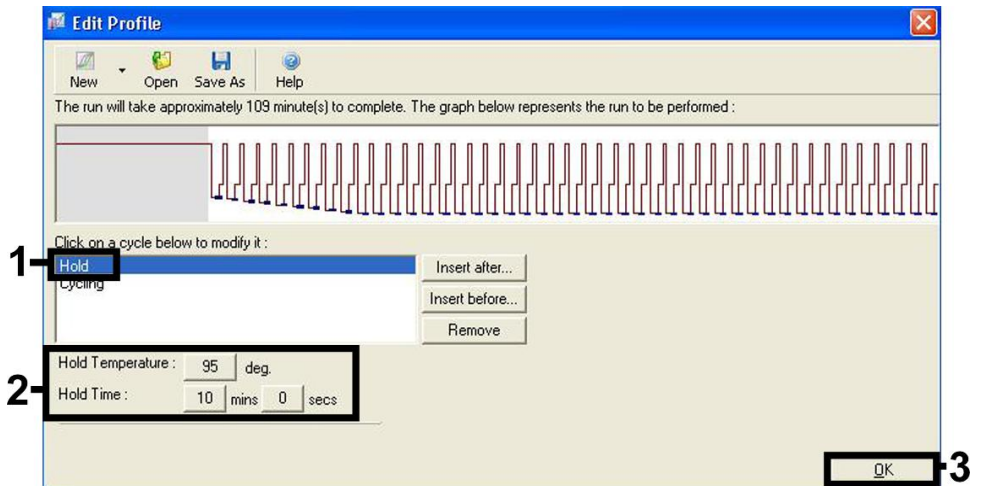 Edit Profile
New Open Save As Help
The run will take approximately 109 minute(s) to complete. The graph below represents the run to be performed :
Click on a cycle below to modify it :
1
Hold
Cycling
Insert after...
Insert before...
Remove
2
Hold Temperature : 95 deg.
Hold Time : 10 mins 0 secs
OK
3